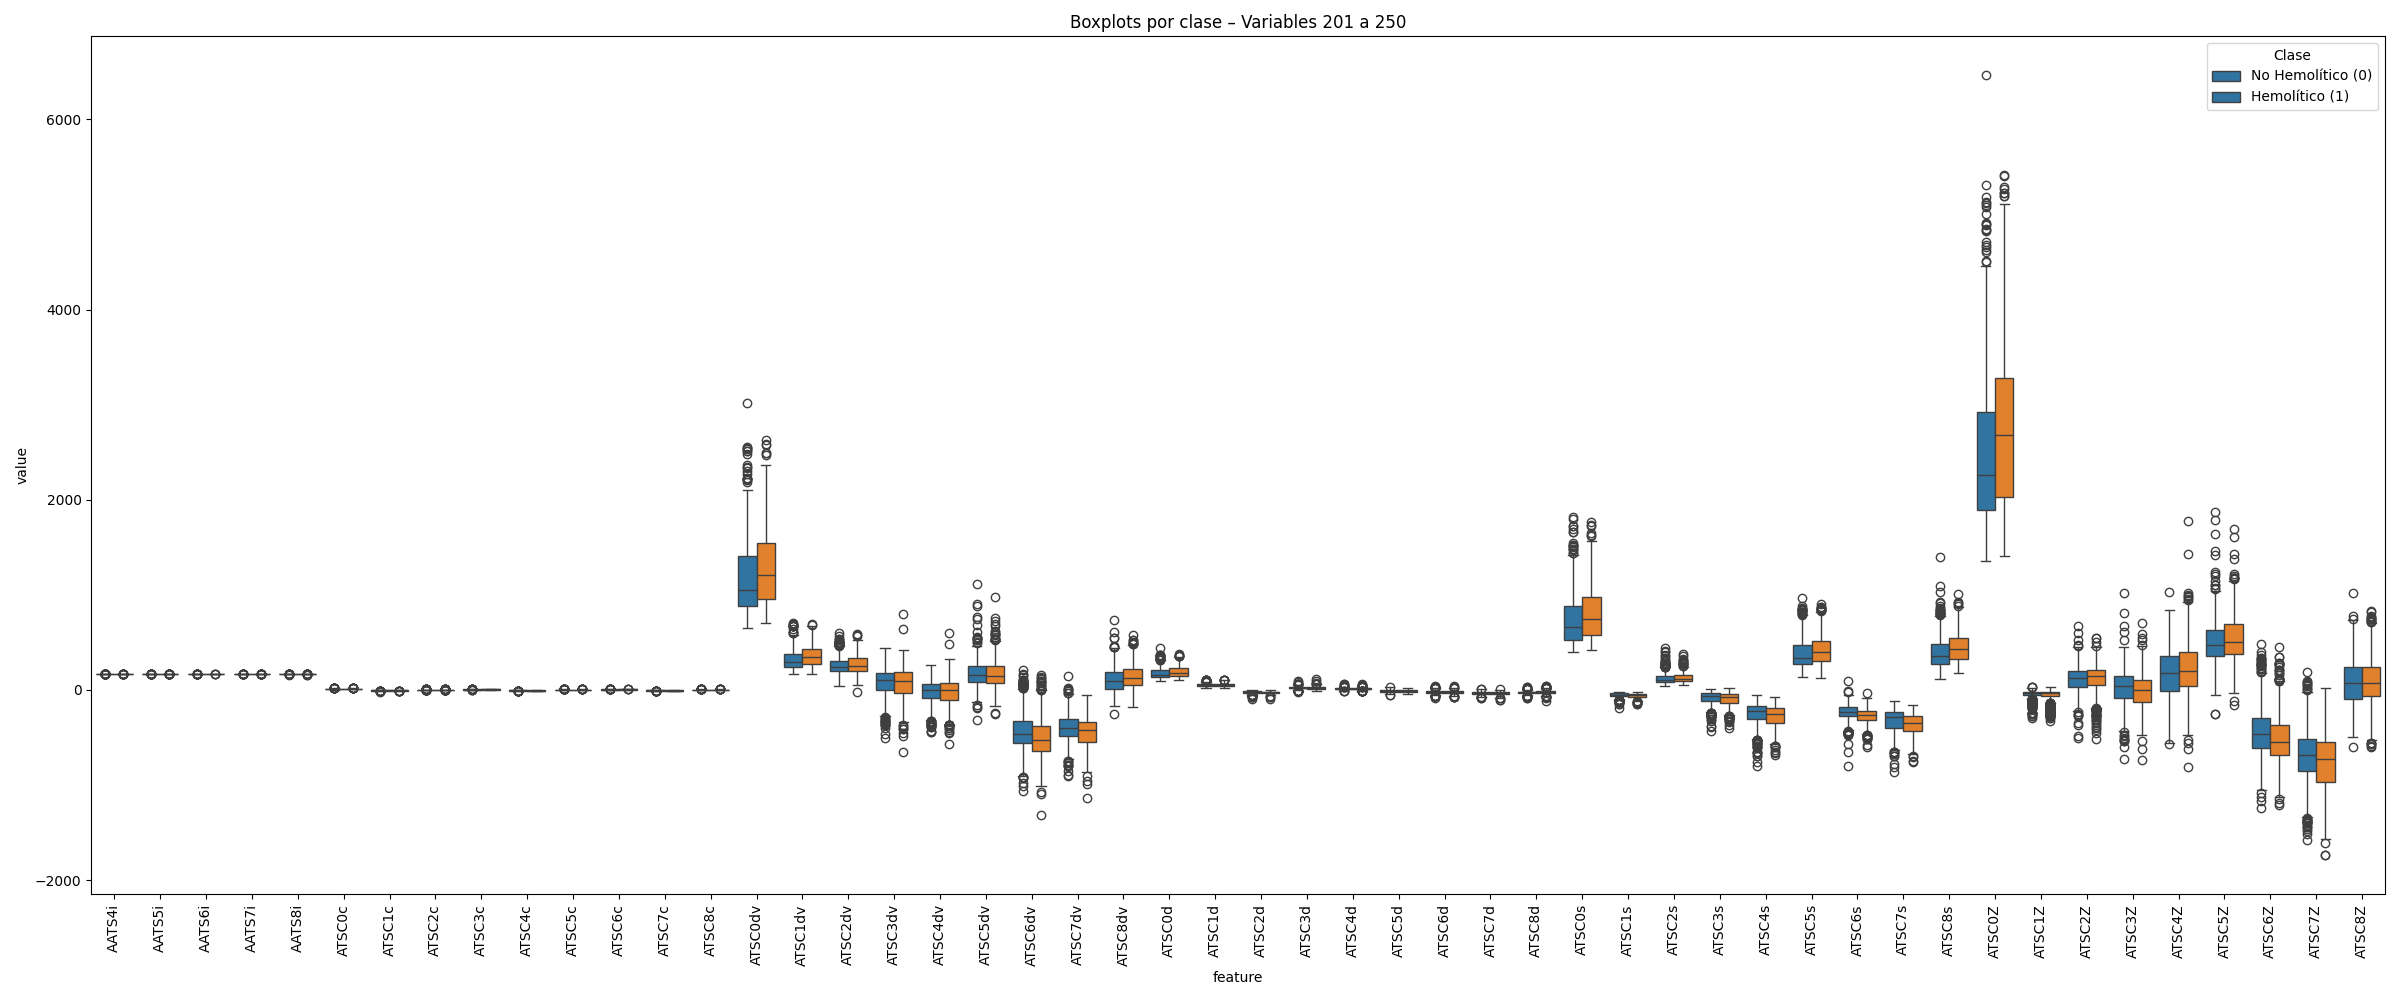 Boxplots por clase – Variables 201 a 250
Clase
No Hemolítico (0)
Hemolítico (1)
6000
4000
2000
0
−2000
value
AATS4i
AATS5i
AATS6i
AATS7i
AATS8i
ATSC0c
ATSC1c
ATSC2c
ATSC3c
ATSC4c
ATSC5c
ATSC6c
ATSC7c
ATSC8c
ATSC0dv
ATSC1dv
ATSC2dv
ATSC3dv
ATSC4dv
ATSC5dv
ATSC6dv
ATSC7dv
ATSC8dv
ATSC0d
ATSC1d
ATSC2d
ATSC3d
ATSC4d
ATSC5d
ATSC6d
ATSC7d
ATSC8d
ATSC0s
ATSC1s
ATSC2s
ATSC3s
ATSC4s
ATSC5s
ATSC6s
ATSC7s
ATSC8s
ATSC0Z
ATSC1Z
ATSC2Z
ATSC3Z
ATSC4Z
ATSC5Z
ATSC6Z
ATSC7Z
ATSC8Z
feature